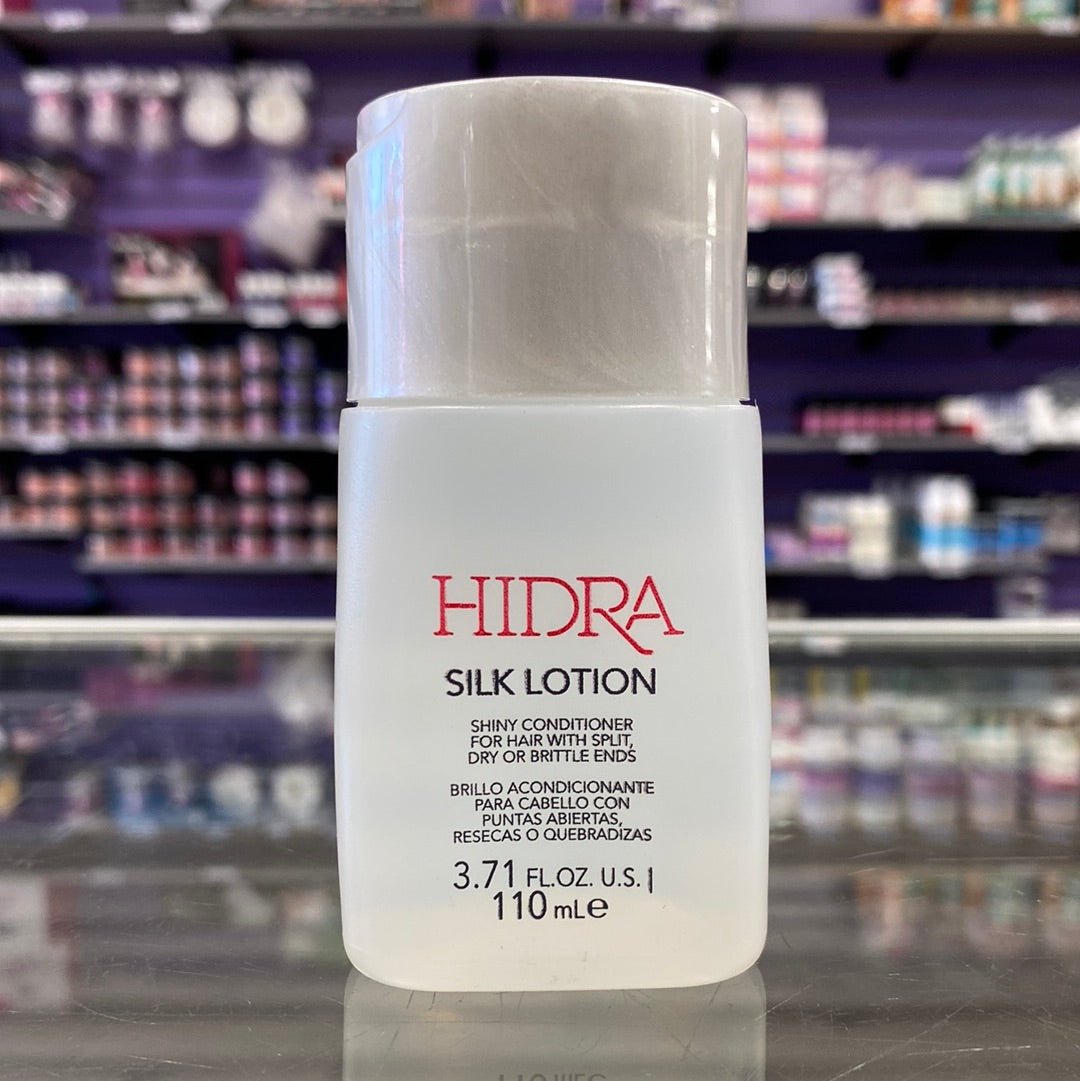 HIDRA
SILK LOTION
SHINY CONDITIONER
FOR HAIR WITH SPLIT,
DRY OR BRITTLE ENDS
BRILLO ACONDICIONANTE
PARA CABELLO CON
PUNTAS ABIERTAS,
RESECAS O QUEBRADIZAS
3.71 FL.OZ. U.S. |
110 mL℮